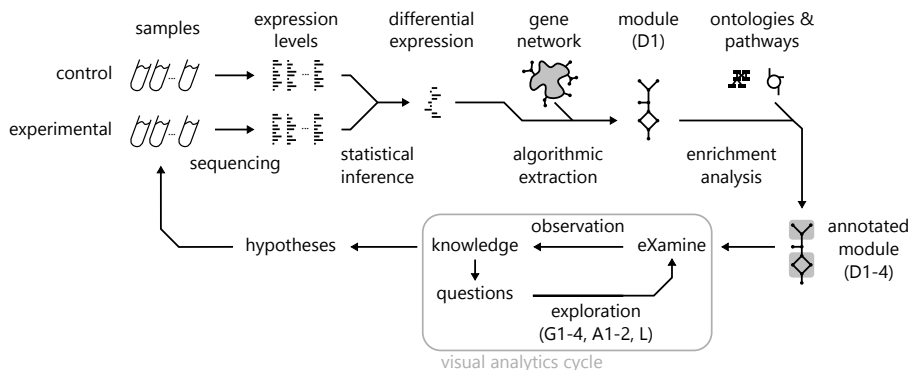 samples
expression
levels
differential
expression
gene
network
module
(D1)
ontologies &
pathways
control
experimental
...
...
...
...
sequencing
statistical
inference
algorithmic
extraction
enrichment
analysis
annotated
module
(D1-4)
hypotheses
knowledge
observation
eXamine
questions
exploration
(G1-4, A1-2, L)
visual analytics cycle